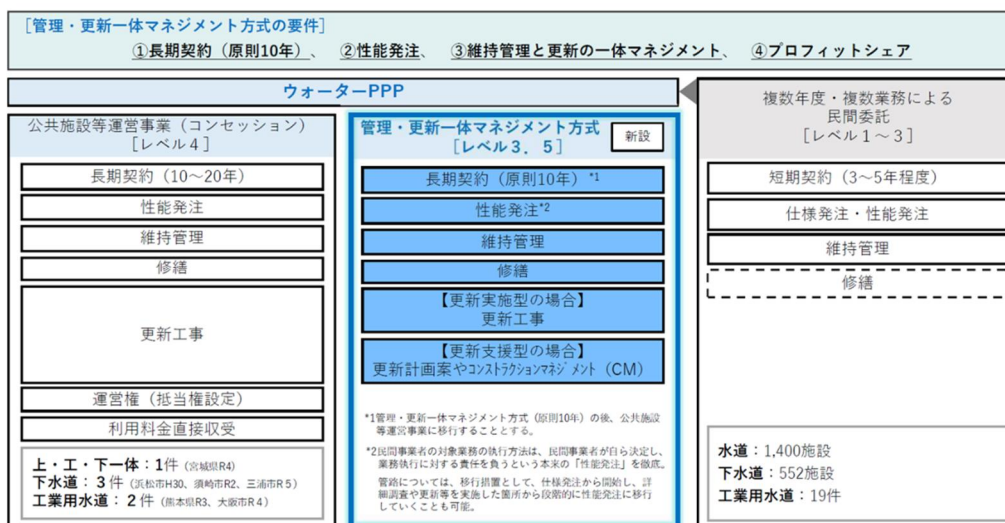 [管理・更新一体マネジメント方式の要件]
①長期契約（原則10年）、 ②性能発注、 ③維持管理と更新の一体マネジメント、 ④プロフィットシェア
ウォーターPPP
公共施設等運営事業（コンセッション）
[レベル４]
長期契約（10～20年）
性能発注
維持管理
修繕
更新工事
運営権（抵当権設定）
利用料金直接収受
上・工・下一体：1件（宮城県R4）
下水道：３件（浜松市H30、須崎市R2、三浦市R５）
工業用水道：２件（熊本県R3、大阪市R４）
管理・更新一体マネジメント方式
[レベル３．５]
新設
長期契約（原則10年）*1
性能発注*2
維持管理
修繕
【更新実施型の場合】
更新工事
【更新支援型の場合】
更新計画案やｺﾝｽﾄﾗｸｼｮﾝﾏﾈｼﾞﾒﾝﾄ（CM）
*1管理・更新一体マネジメント方式（原則10年）の後、公共施設
等運営事業に移行することとする。
*2民間事業者の対象業務の執行方法は、民間事業者が自ら決定し、
業務執行に対する責任を負うという本来の「性能発注」を徹底。
管路については、移行措置として、仕様発注から開始し、詳
細調査や更新等を実施した箇所から段階的に性能発注に移行
していくことも可能。
複数年度・複数業務による
民間委託
[レベル１～３]
短期契約（3～5年程度）
仕様発注・性能発注
維持管理
修繕
水道：1,400施設
下水道：552施設
工業用水道：19件